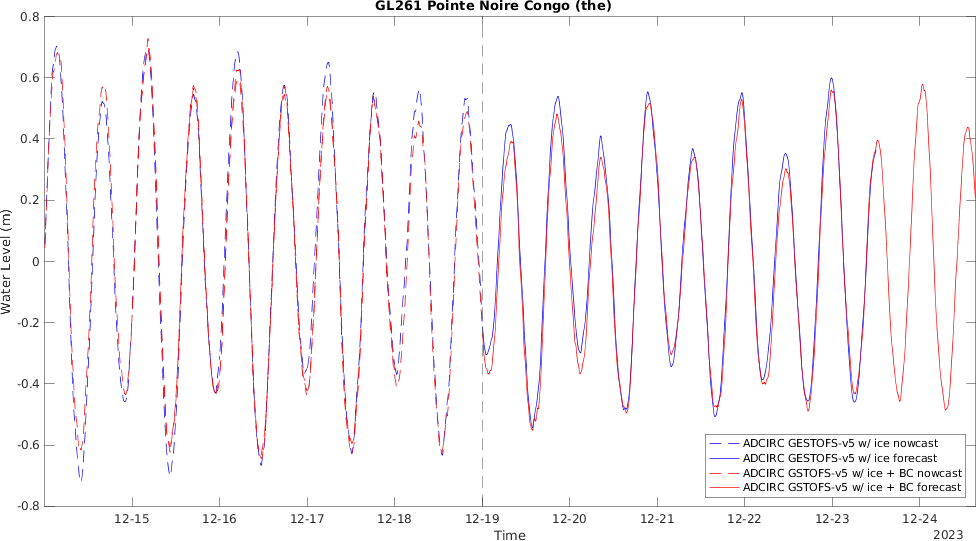 GL261 Pointe Noire Congo (the)
Water Level (m)
0.8
0.6
0.4
0.2
0
-0.2
-0.4
-0.6
-0.8
12-15 12-16 12-17 12-18 12-19 12-20 12-21 12-22 12-23 12-24
Time
2023
ADCIRC GESTOFS-v5 w/ ice nowcast
ADCIRC GESTOFS-v5 w/ ice forecast
ADCIRC GSTOFS-v5 w/ ice + BC nowcast
ADCIRC GSTOFS-v5 w/ ice + BC forecast